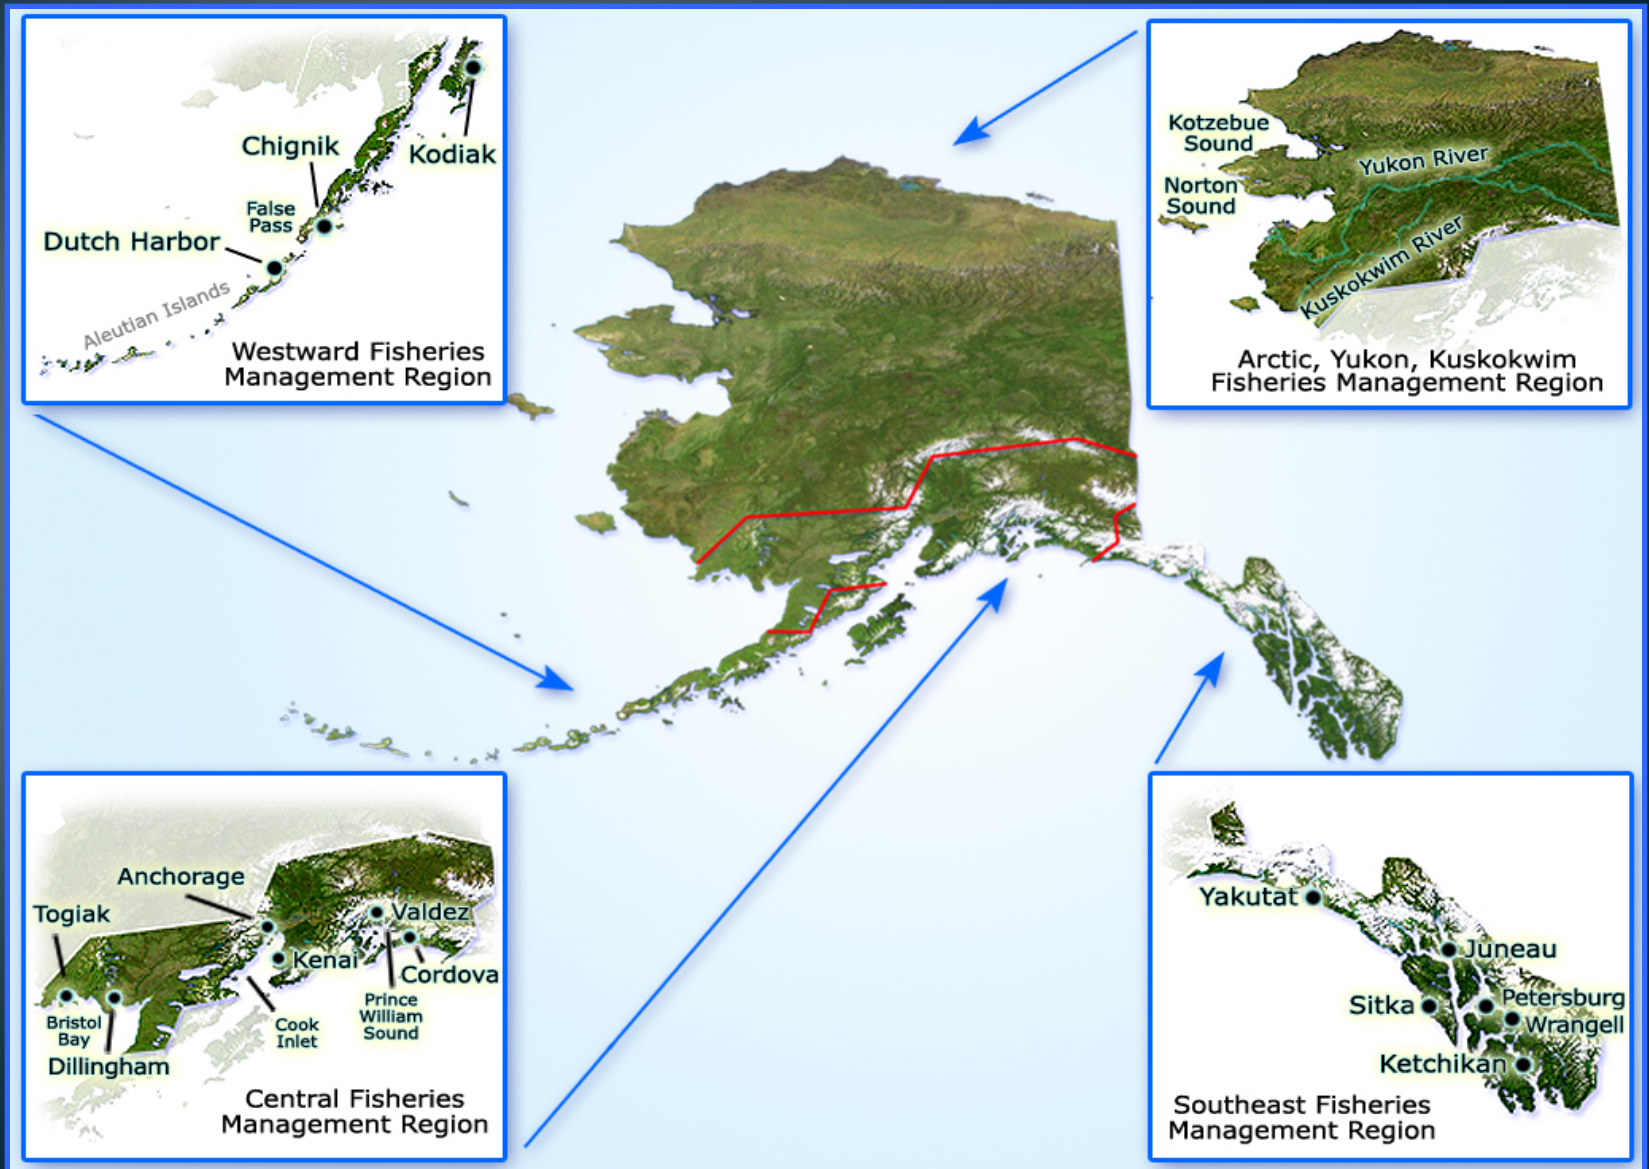 Chignik
Kodiak
False
Pass
Dutch Harbor
Aleutian Islands
Westward Fisheries
Management Region
Kotzebue
Sound
Yukon River
Norton
Sound
Kuskokwim River
Arctic, Yukon, Kuskokwim
Fisheries Management Region
Anchorage
Togiak
Valdez
Kenai
Cordova
Prince
William
Sound
Bristol
Bay
Cook
Inlet
Dillingham
Central Fisheries
Management Region
Yakutat
Juneau
Sitka
Petersburg
Wrangell
Ketchikan
Southeast Fisheries
Management Region